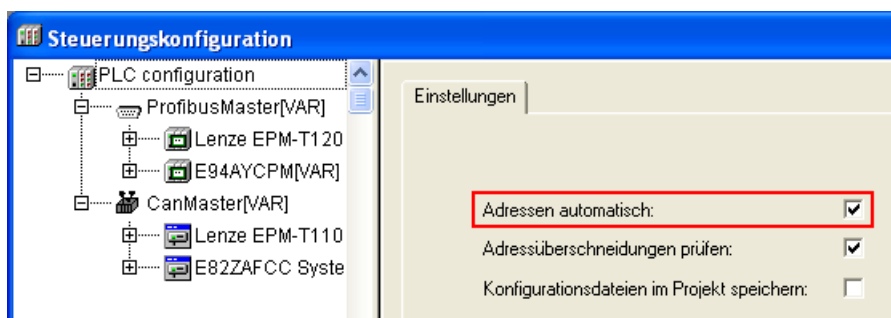 Steuerungskonfiguration
PLC configuration
ProfibusMaster[VAR]
Lenze EPM-T120
E94AYCPM[VAR]
CanMaster[VAR]
Lenze EPM-T110
E82ZAFCC Syste
Einstellungen
Adressen automatisch:
Adressüberschneidungen prüfen:
Konfigurationsdateien im Projekt speichern: